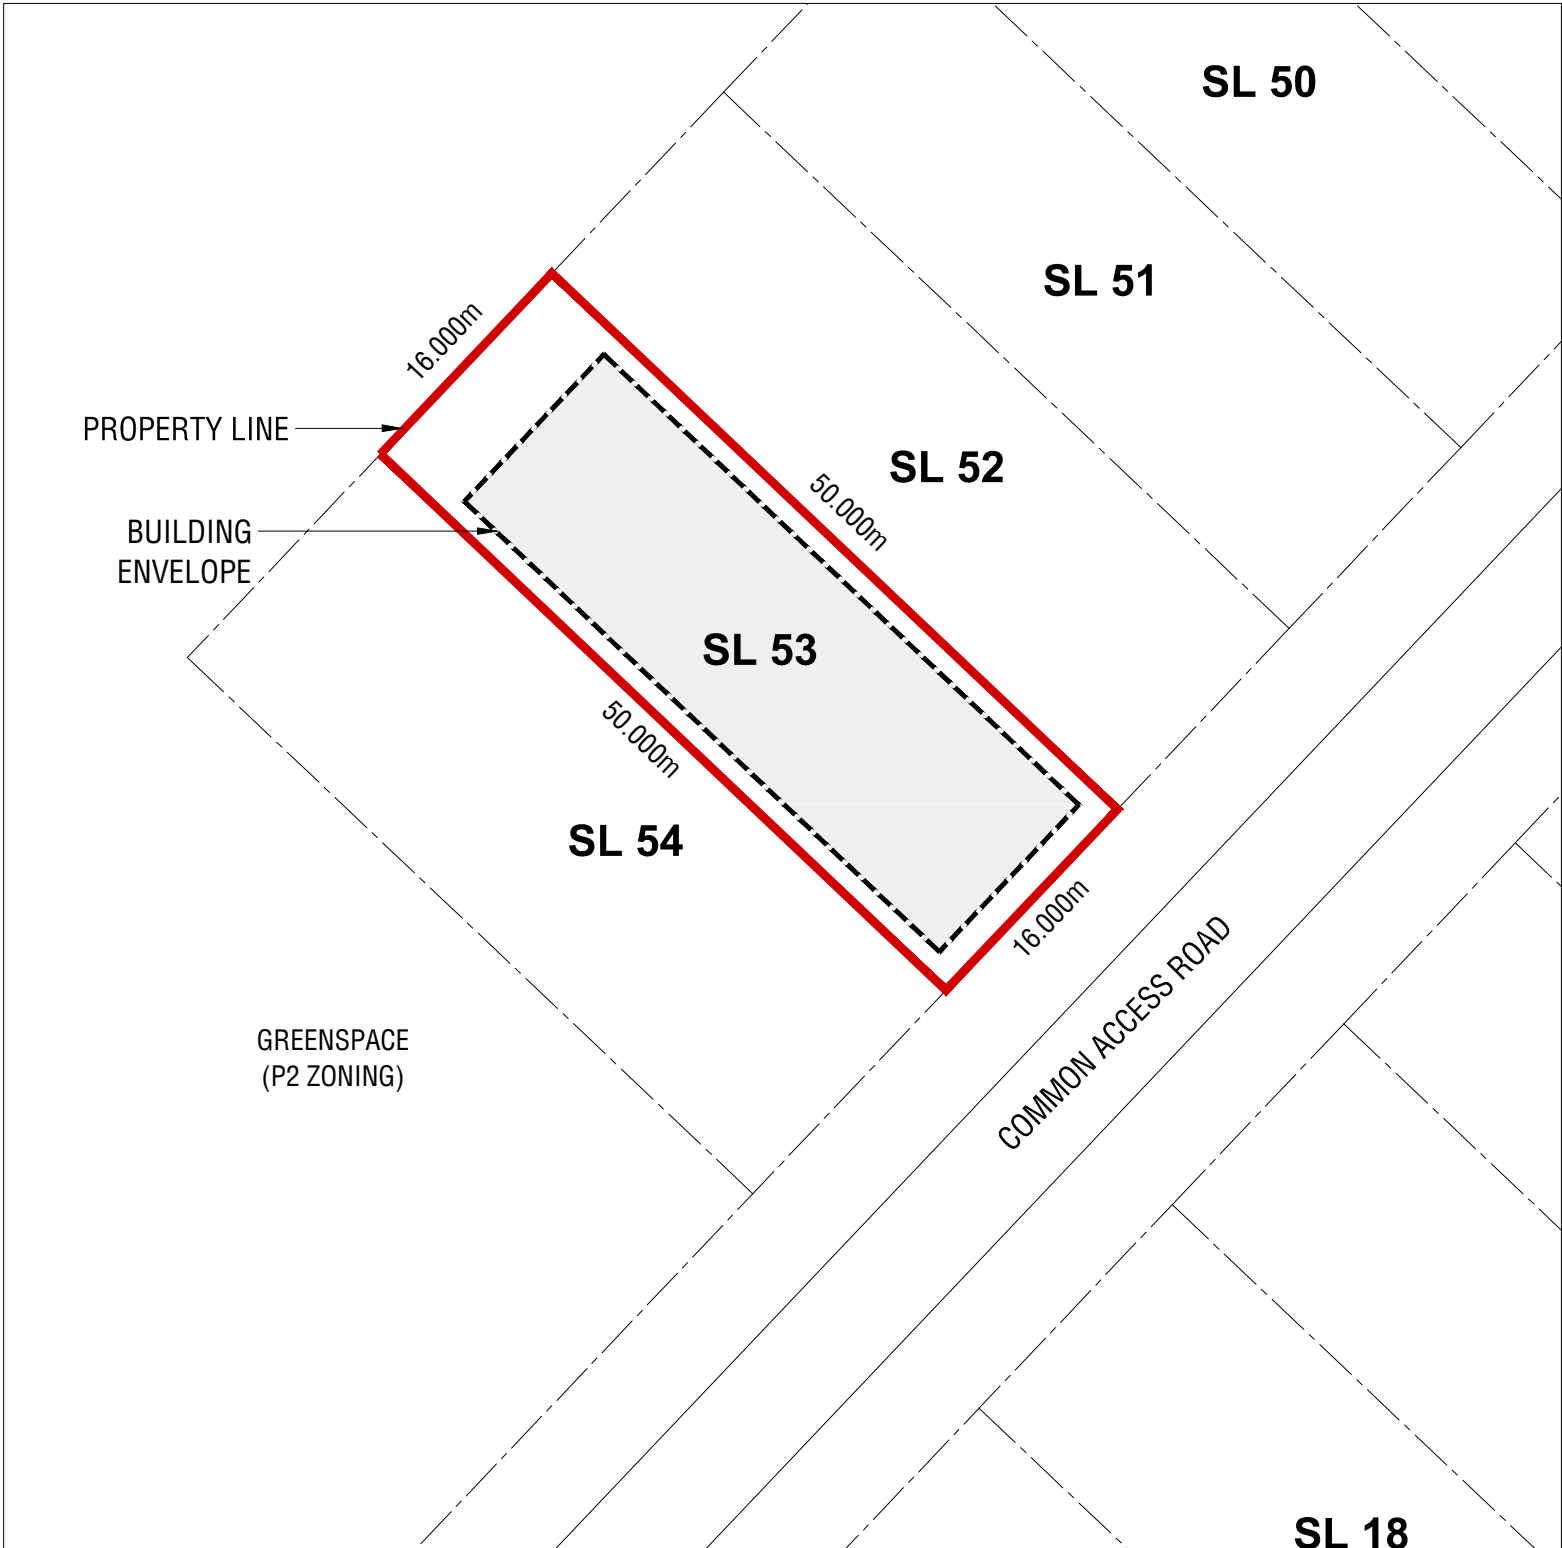 SL 50
SL 51
16.000m
PROPERTY LINE
SL 52
50.000m
BUILDING
ENVELOPE
SL 53
50.000m
SL 54
16.000m
COMMON ACCESS ROAD
GREENSPACE
(P2 ZONING)
SL 18